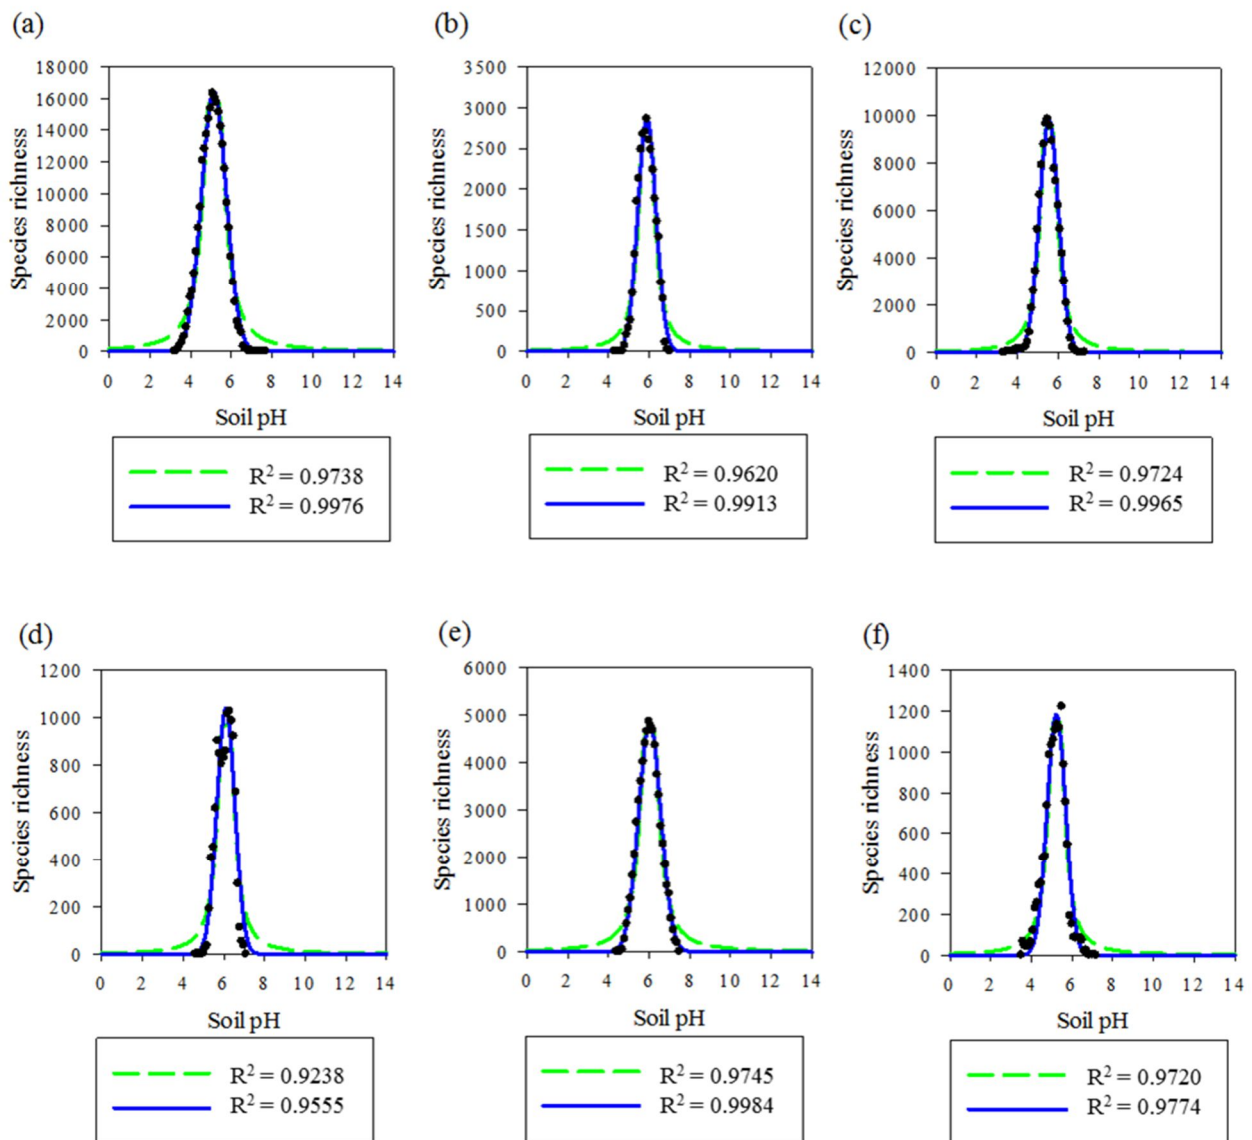 (a)
(b)
(c)
18000
16000
14000
12000
10000
8000
6000
4000
2000
0
Species richness
0 2 4 6 8 10 12 14
Soil pH
R² = 0.9738
R² = 0.9976
3500
3000
2500
2000
1500
1000
500
0
Species richness
0 2 4 6 8 10 12 14
Soil pH
R² = 0.9620
R² = 0.9913
12000
10000
8000
6000
4000
2000
0
Species richness
0 2 4 6 8 10 12 14
Soil pH
R² = 0.9724
R² = 0.9965
(d)
(e)
(f)
1200
1000
800
600
400
200
0
Species richness
0 2 4 6 8 10 12 14
Soil pH
R² = 0.9238
R² = 0.9555
6000
5000
4000
3000
2000
1000
0
Species richness
0 2 4 6 8 10 12 14
Soil pH
R² = 0.9745
R² = 0.9984
1400
1200
1000
800
600
400
200
0
Species richness
0 2 4 6 8 10 12 14
Soil pH
R² = 0.9720
R² = 0.9774